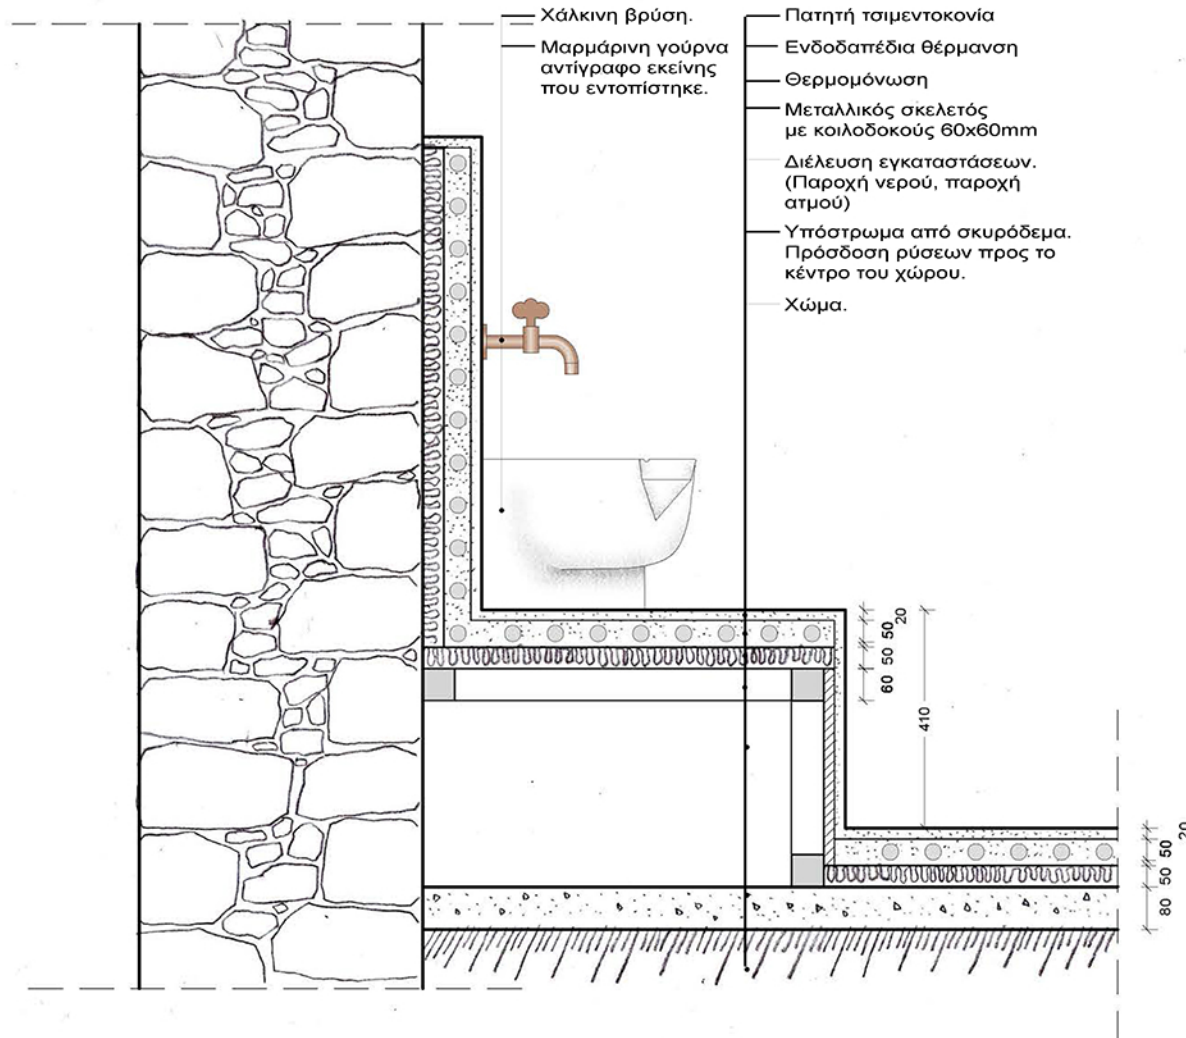 Χάλκινη βρύση.
Μαρμάρινη γούρνα
αντίγραφο εκείνης
που εντοπίστηκε.
Πατητή τσιμεντοκονία
Ενδοδαπέδια θέρμανση
Θερμομόνωση
Μεταλλικός σκελετός
με κοιλοδοκούς 60x60mm
Διέλευση εγκαταστάσεων.
(Παροχή νερού, παροχή
ατμού)
Υπόστρωμα από σκυρόδεμα.
Πρόσδοση ρύσεων προς το
κέντρο του χώρου.
Χώμα.
20
50
50
60
410
20
50
50
80